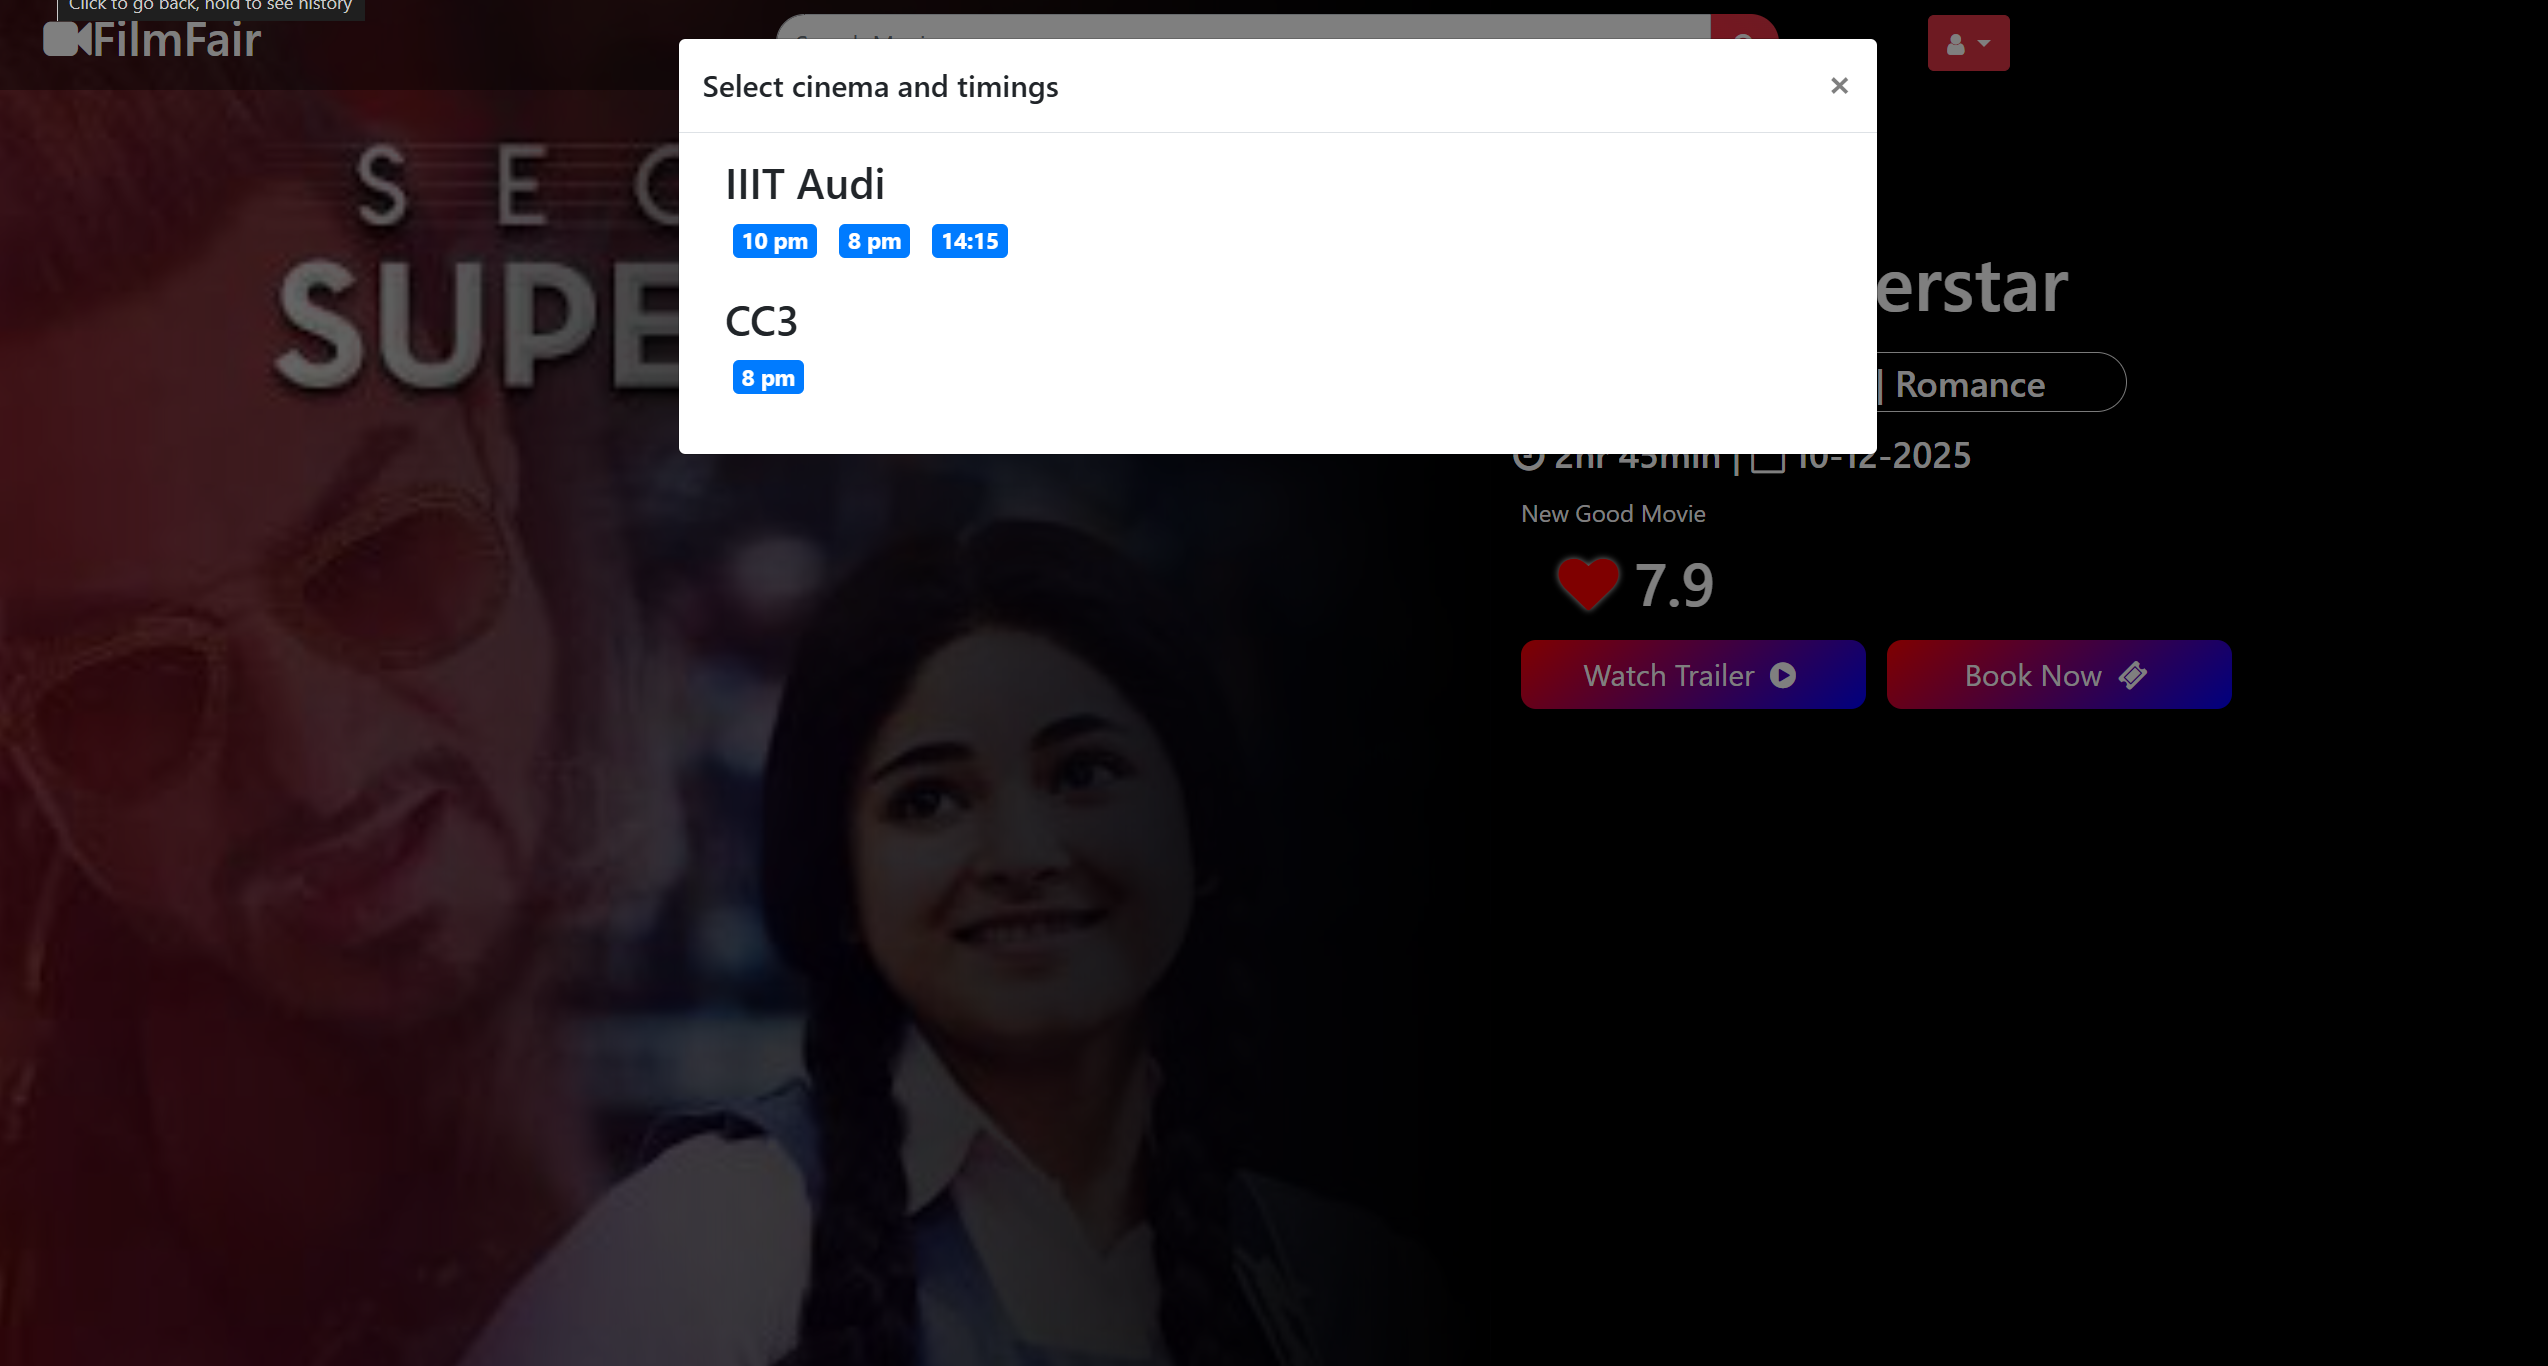 Click to go back, hold to see history
FilmFair
Select cinema and timings
×
IIIT Audi
10 pm 8 pm 14:15
CC3
8 pm
SUPE
erstar
| Romance
2hr 45min | 10-12-2025
New Good Movie
7.9
Watch Trailer
Book Now